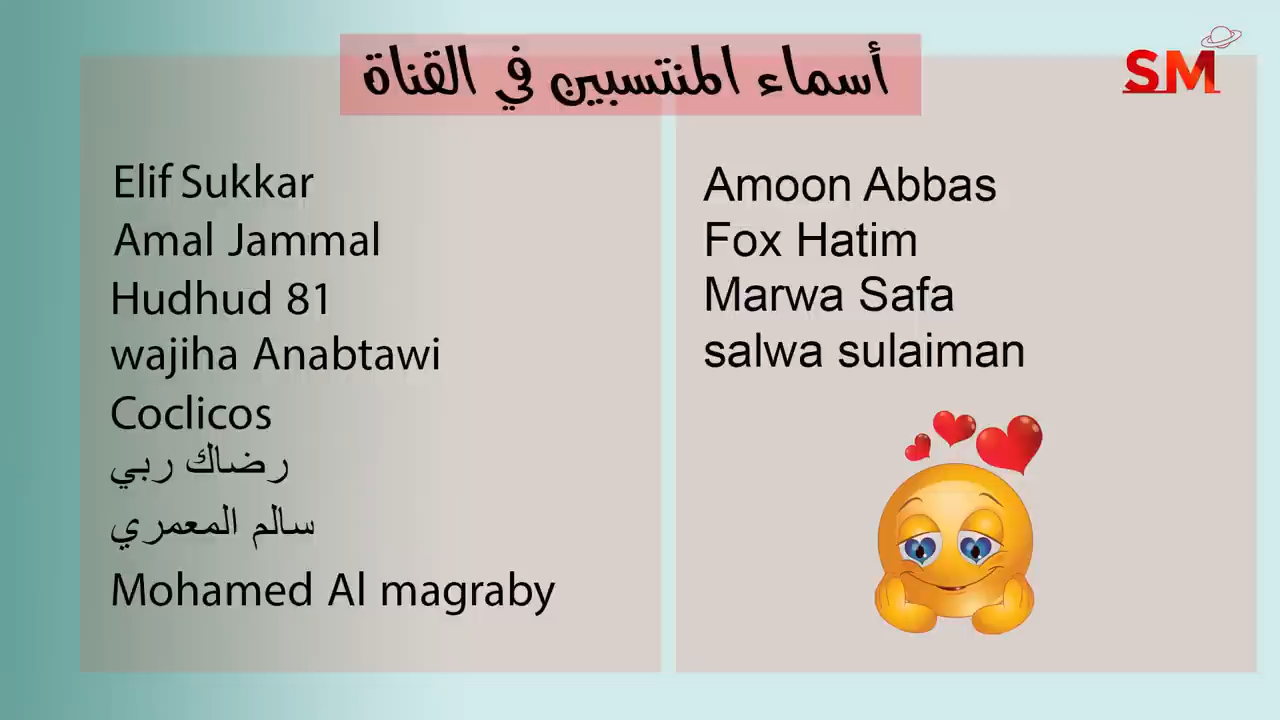 أسماء المنتسبين في القناة
SM
Elif Sukkar
Amal Jammal
Hudhud 81
wajiha Anabtawi
Coclicos
رضاك ربي
سالم المعمري
Mohamed Al magraby
Amoon Abbas
Fox Hatim
Marwa Safa
salwa sulaiman